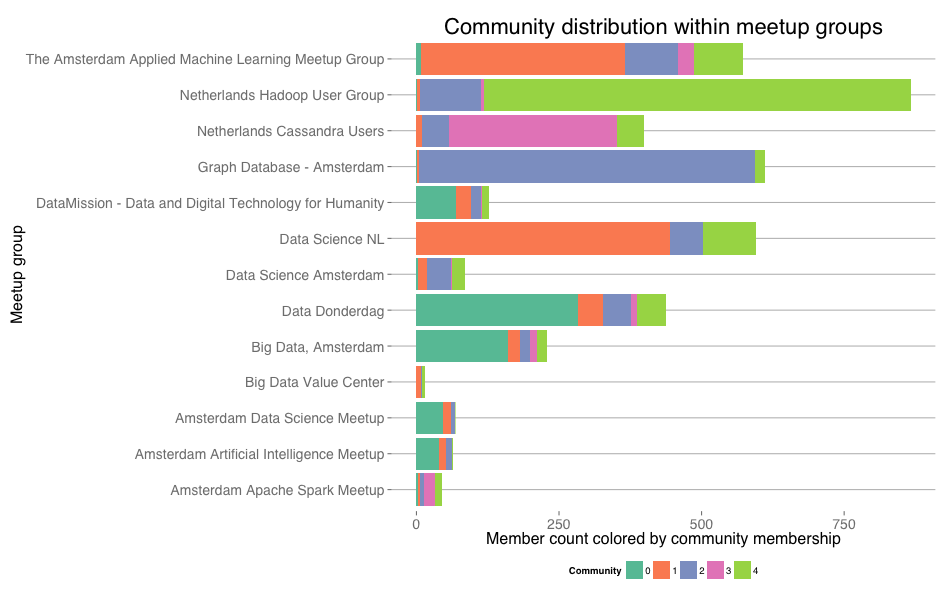 Community distribution within meetup groups
The Amsterdam Applied Machine Learning Meetup Group
Netherlands Hadoop User Group
Netherlands Cassandra Users
Graph Database - Amsterdam
DataMission - Data and Digital Technology for Humanity
Data Science NL
Data Science Amsterdam
Data Donderdag
Big Data, Amsterdam
Big Data Value Center
Amsterdam Data Science Meetup
Amsterdam Artificial Intelligence Meetup
Amsterdam Apache Spark Meetup
Meetup group
0 250 500 750
Member count colored by community membership
Community 0 1 2 3 4